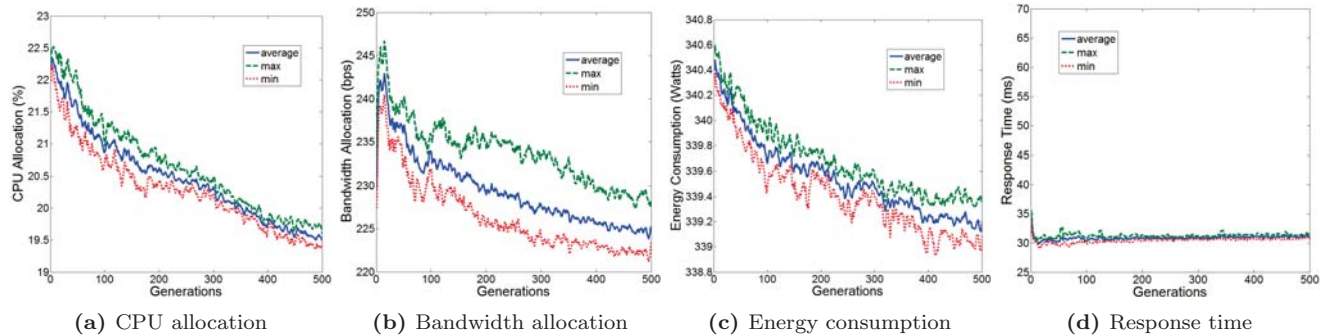 CPU Allocation (%)
23
22.5
22
21.5
21
20.5
20
19.5
19
0 100 200 300 400 500
Generations
average
max
min
(a) CPU allocation
Bandwidth Allocation (bps)
250
245
240
235
230
225
220
0 100 200 300 400 500
Generations
average
max
min
(b) Bandwidth allocation
Energy Consumption (Watts)
340.8
340.6
340.4
340.2
340
339.8
339.6
339.4
339.2
339
338.8
0 100 200 300 400 500
Generations
average
max
min
(c) Energy consumption
Response Time (ms)
70
65
60
55
50
45
40
35
30
25
0 100 200 300 400 500
Generations
average
max
min
(d) Response time